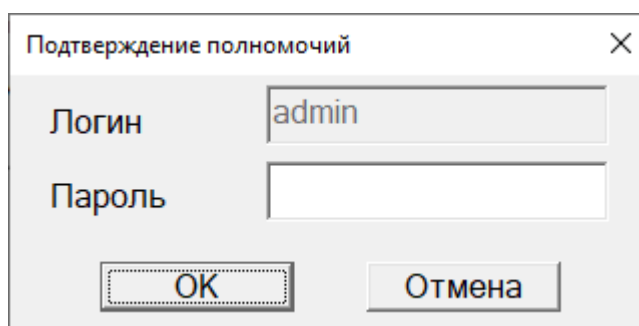 Подтверждение полномочий
Логин admin
Пароль
OK Отмена